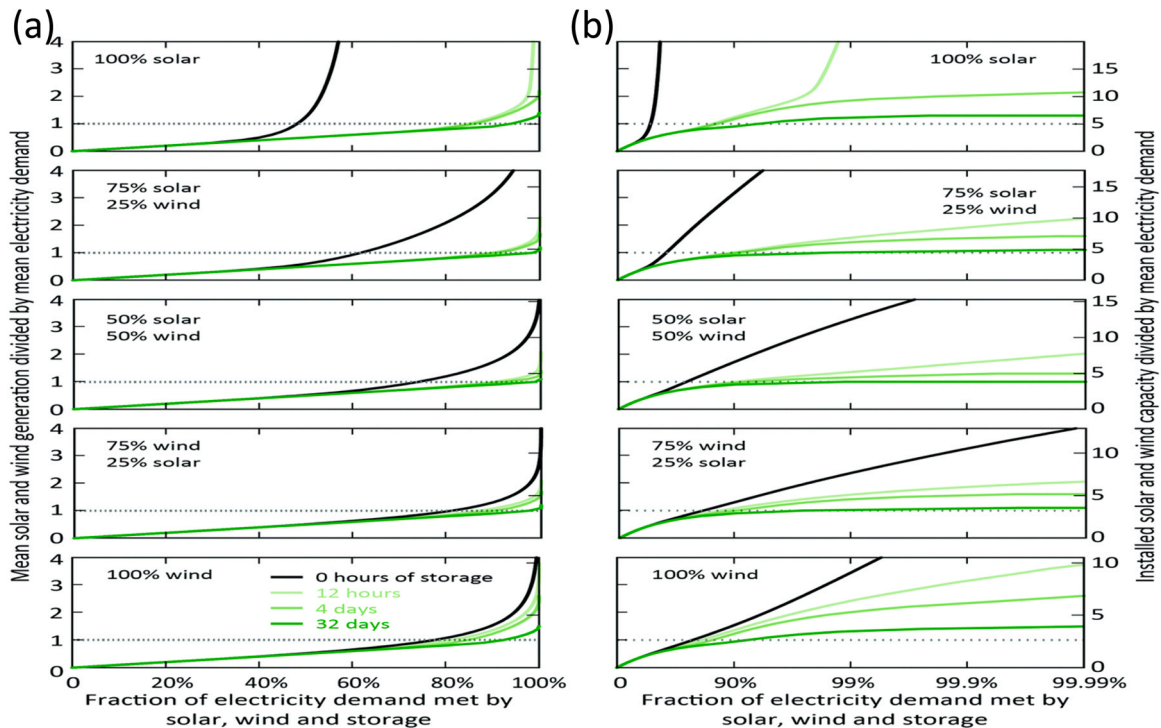 (a)
(b)
Mean solar and wind generation divided by mean electricity demand
4
3
2
1
0
100% solar
4
3
2
1
0
75% solar
25% wind
4
3
2
1
0
50% solar
50% wind
4
3
2
1
0
75% wind
25% solar
4
3
2
1
0
100% wind
0 hours of storage
12 hours
4 days
32 days
0 20% 40% 60% 80% 100%
Fraction of electricity demand met by
solar, wind and storage
100% solar
15
10
5
0
75% solar
25% wind
15
10
5
0
50% solar
50% wind
15
10
5
0
75% wind
25% solar
10
5
0
100% wind
10
5
0
0 90% 99% 99.9% 99.99%
Fraction of electricity demand met by
solar, wind and storage
Installed solar and wind capacity divided by mean electricity demand